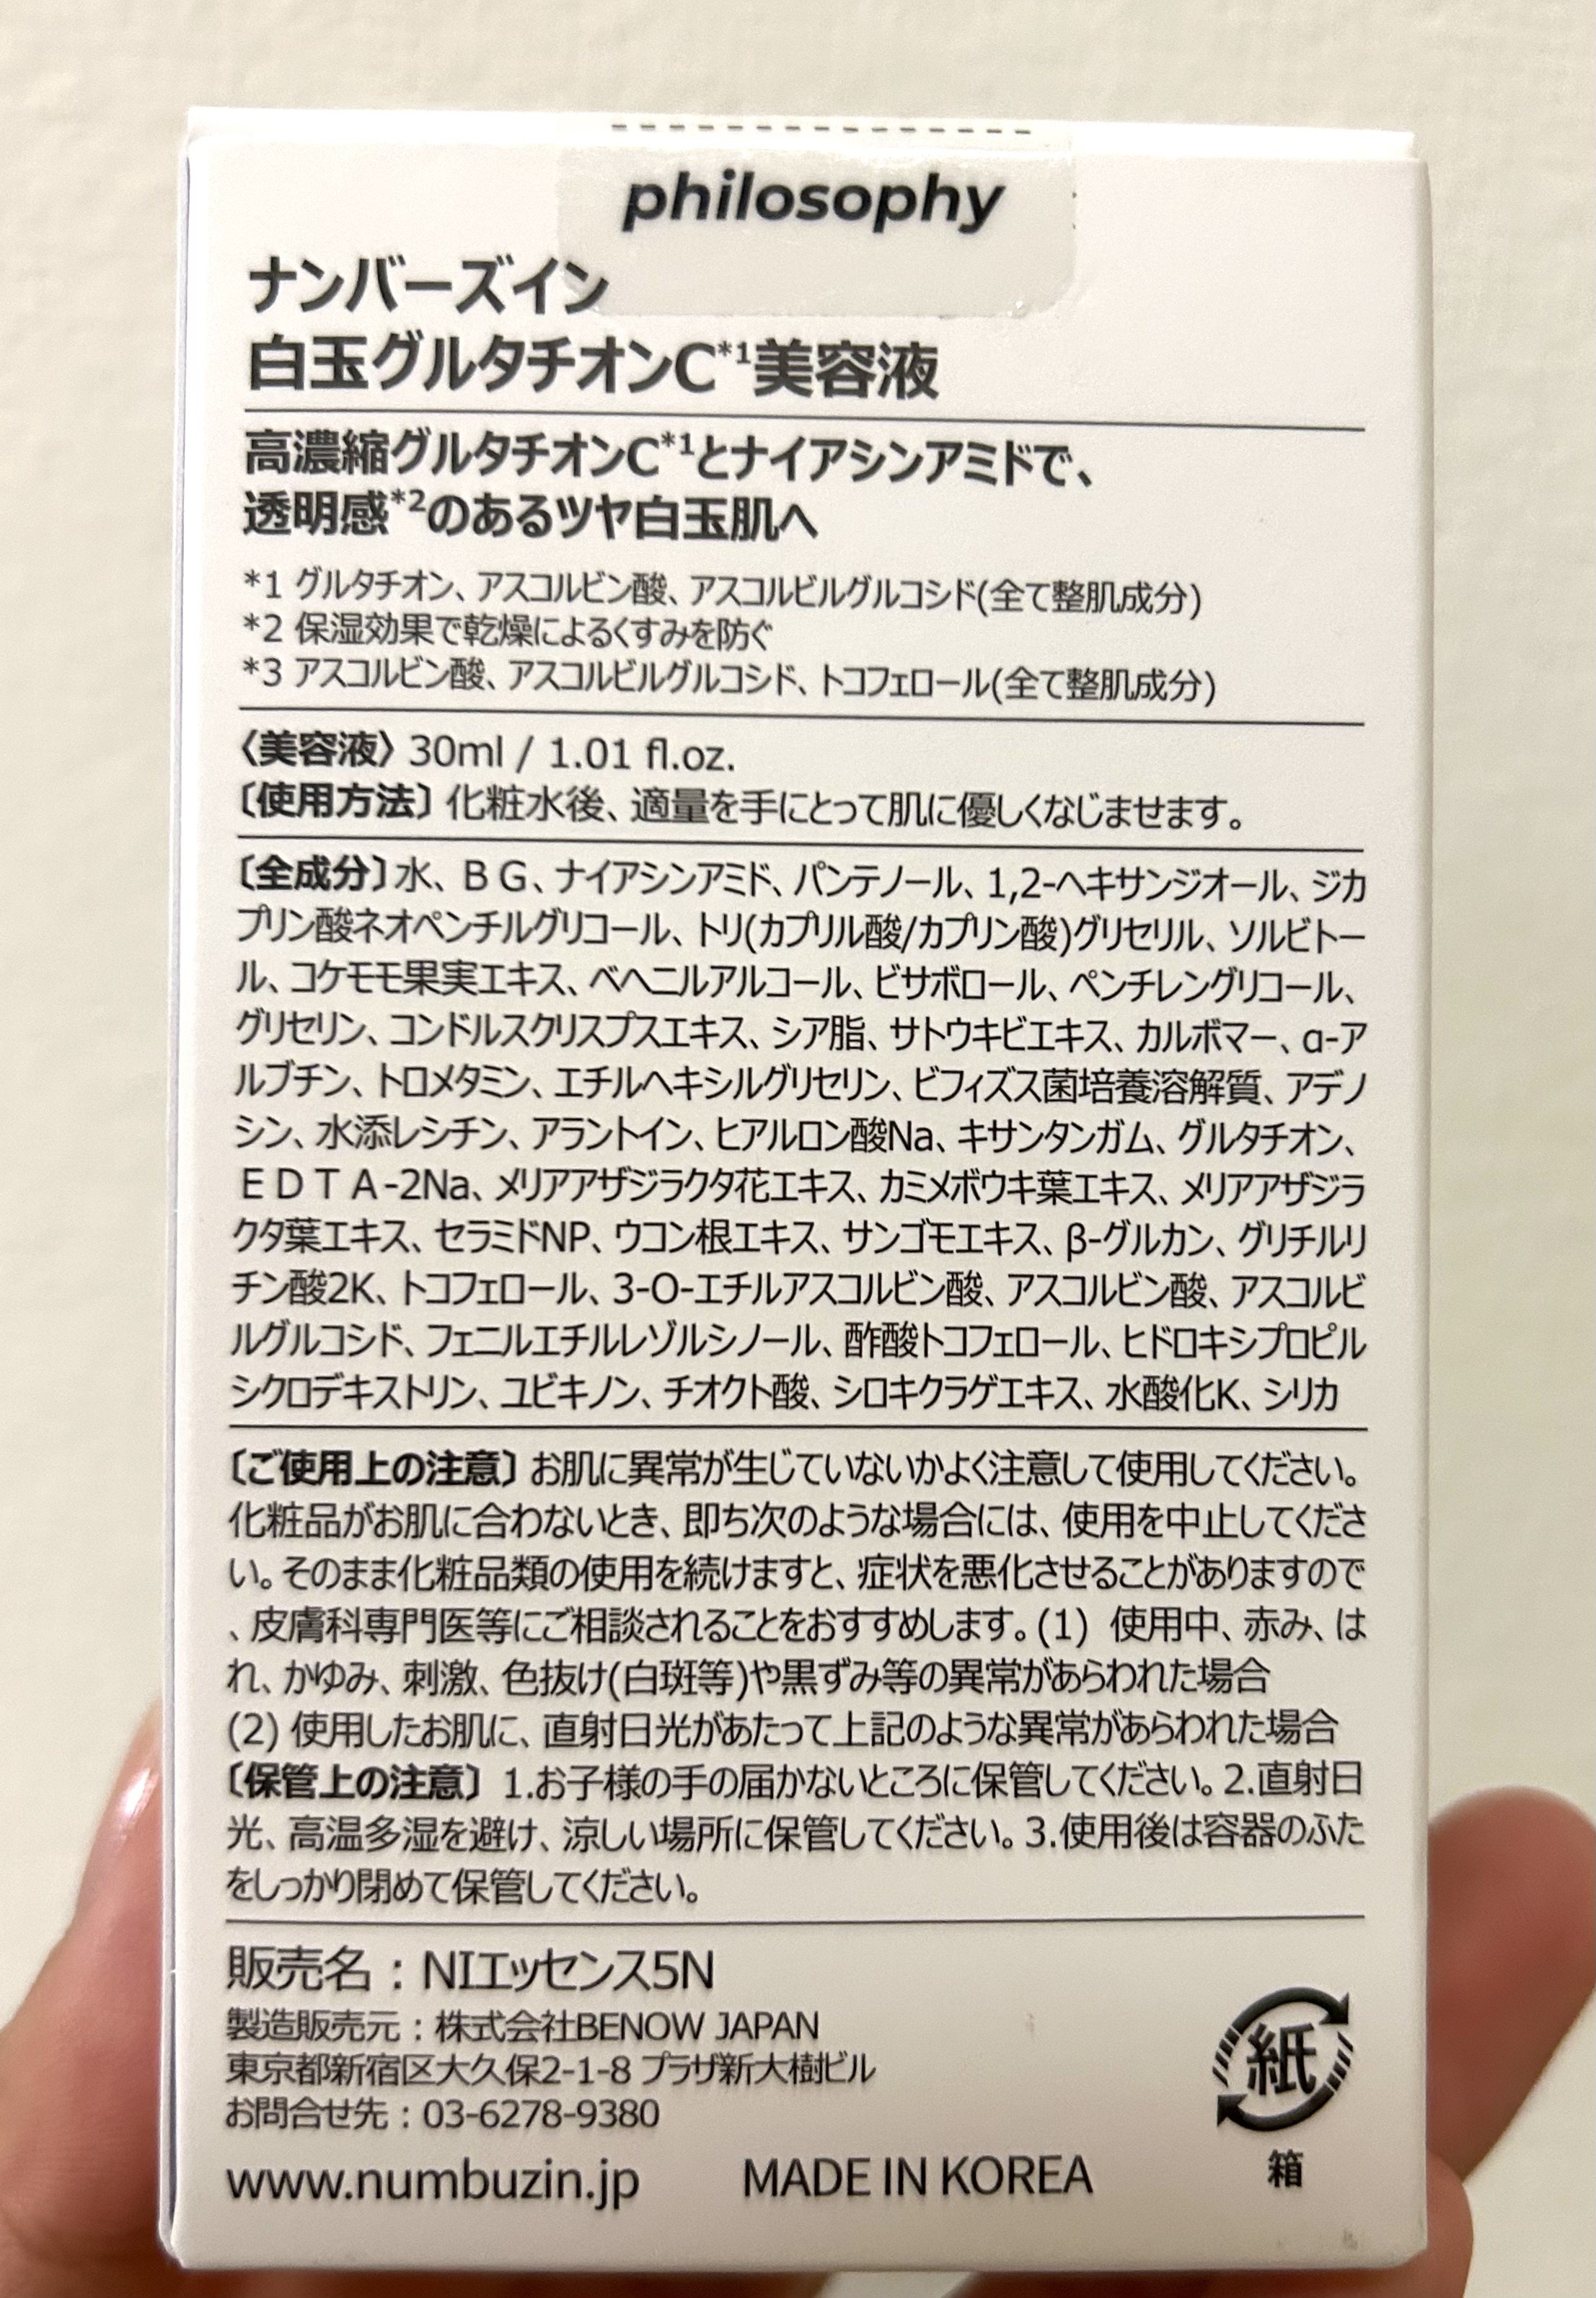 philosophy
ナンバーズイン
白玉グルタチオンC*1美容液
高濃縮グルタチオンC*1とナイアシンアミドで、
透明感*2のあるツヤ白玉肌へ
*1 グルタチオン、アスコルビン酸、アスコルビルグルコシド(全て整肌成分)
*2 保湿効果で乾燥によるくすみを防ぐ
*3 アスコルビン酸、アスコルビルグルコシド、トコフェロール(全て整肌成分)
〈美容液〉30ml / 1.01 fl.oz.
〔使用方法〕化粧水後、適量を手にとって肌に優しくなじませます。
〔全成分〕水、ＢＧ、ナイアシンアミド、パンテノール、1,2-ヘキサンジオール、ジカ
プリン酸ネオペンチルグリコール、トリ(カプリル酸/カプリン酸)グリセリル、ソルビトー
ル、コケモモ果実エキス、ベヘニルアルコール、ビサボロール、ペンチレングリコール、
グリセリン、コンドルスクリスプスエキス、シア脂、サトウキビエキス、カルボマー、α-ア
ルブチン、トロメタミン、エチルヘキシルグリセリン、ビフィズス菌培養溶解質、アデノ
シン、水添レシチン、アラントイン、ヒアルロン酸Na、キサンタンガム、グルタチオン、
ＥＤＴＡ-2Na、メリアアザジラクタ花エキス、カミメボウキ葉エキス、メリアアザジラ
クタ葉エキス、セラミドNP、ウコン根エキス、サンゴモエキス、β-グルカン、グリチルリ
チン酸2K、トコフェロール、3-O-エチルアスコルビン酸、アスコルビン酸、アスコルビ
ルグルコシド、フェニルエチルレゾルシノール、酢酸トコフェロール、ヒドロキシプロピル
シクロデキストリン、ユビキノン、チオクト酸、シロキクラゲエキス、水酸化K、シリカ
〔ご使用上の注意〕お肌に異常が生じていないかよく注意して使用してください。
化粧品がお肌に合わないとき、即ち次のような場合には、使用を中止してくださ
い。そのまま化粧品類の使用を続けますと、症状を悪化させることがありますので
、皮膚科専門医等にご相談されることをおすすめします。(1) 使用中、赤み、は
れ、かゆみ、刺激、色抜け(白斑等)や黒ずみ等の異常があらわれた場合
(2) 使用したお肌に、直射日光があたって上記のような異常があらわれた場合
〔保管上の注意〕1.お子様の手の届かないところに保管してください。2.直射日
光、高温多湿を避け、涼しい場所に保管してください。3.使用後は容器のふた
をしっかり閉めて保管してください。
販売名：NIエッセンス5N
製造販売元：株式会社BENOW JAPAN
東京都新宿区大久保2-1-8 プラザ新大樹ビル
お問合せ先：03-6278-9380
www.numbuzin.jp MADE IN KOREA
紙
箱